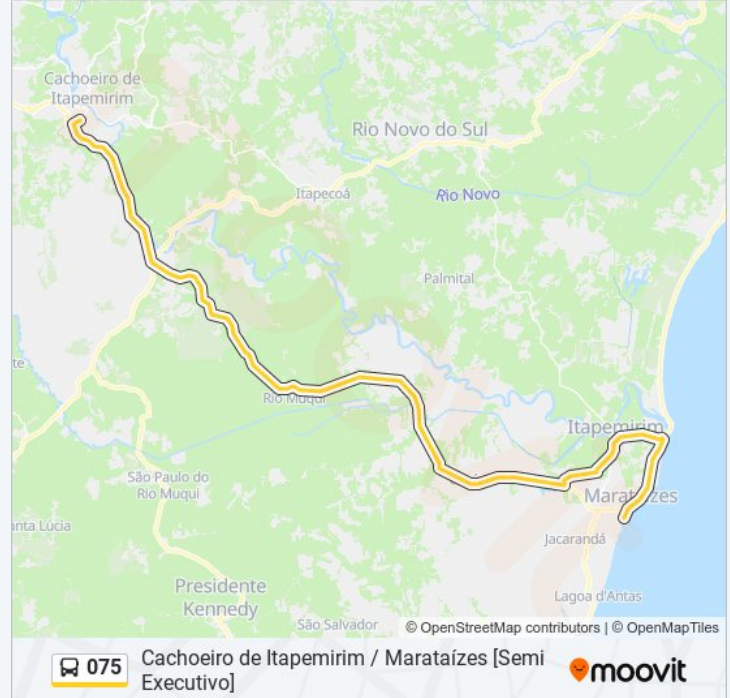 Cachoeiro de
Itapemirim
Rio Novo do Sul
Itapecoá
Rio Novo
Palmital
te
Rio Muqui
Itapemirim
São Paulo do
Rio Muqui
Marataízes
anta Lúcia
Jacarandá
Presidente
Kennedy
Lagoa d'Antas
São Salvador
© OpenStreetMap contributors | © OpenMapTiles
075
Cachoeiro de Itapemirim / Marataízes [Semi
Executivo]
moovit